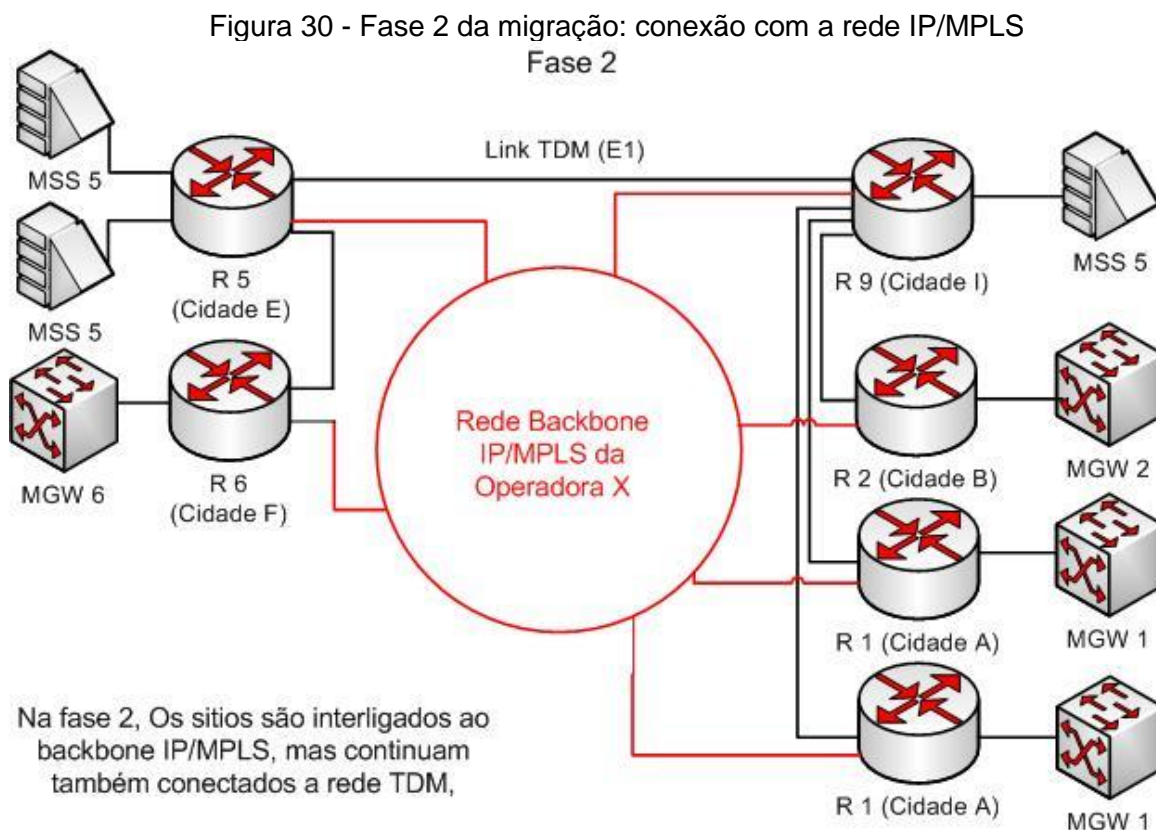 Figura 30 - Fase 2 da migração: conexão com a rede IP/MPLS
Fase 2
MSS 5
Link TDM (E1)
MSS 5
R 5
(Cidade E)
R 9 (Cidade I)
MSS 5
MGW 6
R 6
(Cidade F)
Rede Backbone
IP/MPLS da
Operadora X
R 2 (Cidade B)
MGW 2
R 1 (Cidade A)
MGW 1
Na fase 2, Os sitios são interligados ao
backbone IP/MPLS, mas continuam
também conectados a rede TDM,
R 1 (Cidade A)
MGW 1